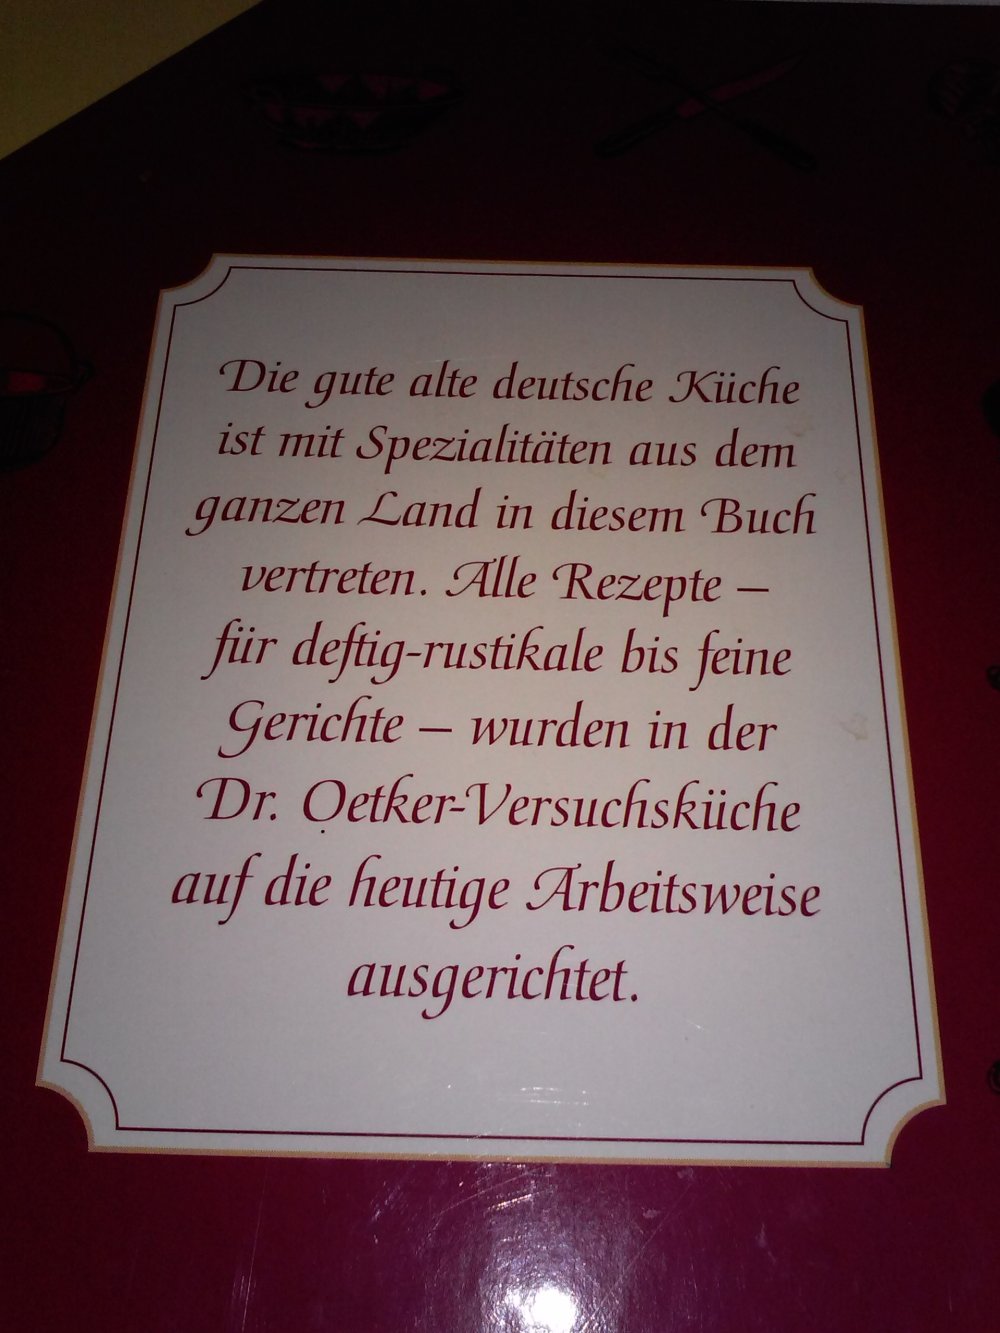 Die gute alte deutsche Küche
ist mit Spezialitäten aus dem
ganzen Land in diesem Buch
vertreten. Alle Rezepte –
für deftig-rustikale bis feine
Gerichte – wurden in der
Dr. Oetker-Versuchsküche
auf die heutige Arbeitsweise
ausgerichtet.